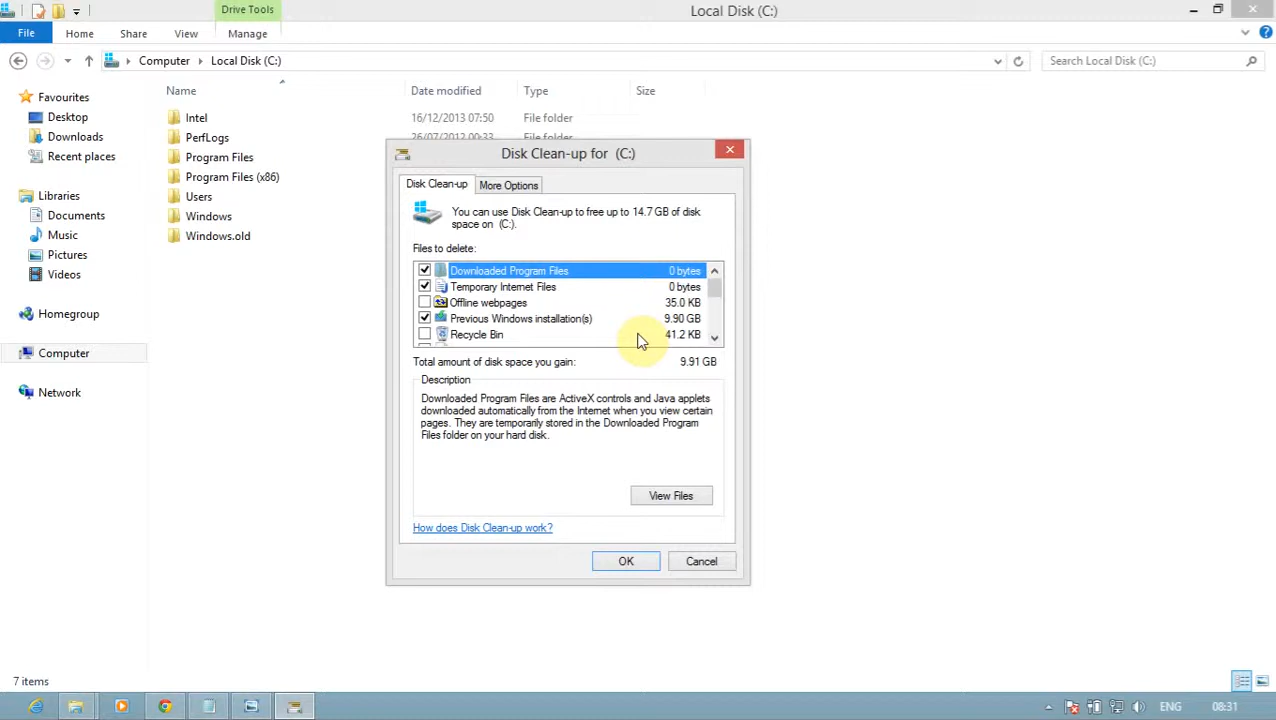 Drive Tools
Local Disk (C:)
File
Home
Share
View
Manage
Computer
Local Disk (C:)
Search Local Disk (C:)
Favourites
Desktop
Downloads
Recent places
Libraries
Documents
Music
Pictures
Videos
Homegroup
Computer
Network
Name
Date modified
Type
Size
Intel
16/12/2013 07:50
File folder
PerfLogs
26/07/2012 00:33
File folder
Program Files
Program Files (x86)
Users
Windows
Windows.old
Disk Clean-up for (C:)
Disk Clean-up
More Options
You can use Disk Clean-up to free up to 14.7 GB of disk
space on (C:).
Files to delete:
Downloaded Program Files 0 bytes
Temporary Internet Files 0 bytes
Offline webpages 35.0 KB
Previous Windows installation(s) 9.90 GB
Recycle Bin 41.2 KB
Total amount of disk space you gain: 9.91 GB
Description
Downloaded Program Files are ActiveX controls and Java applets
downloaded automatically from the Internet when you view certain
pages. They are temporarily stored in the Downloaded Program
Files folder on your hard disk.
View Files
How does Disk Clean-up work?
OK
Cancel
7 items
ENG
08:31